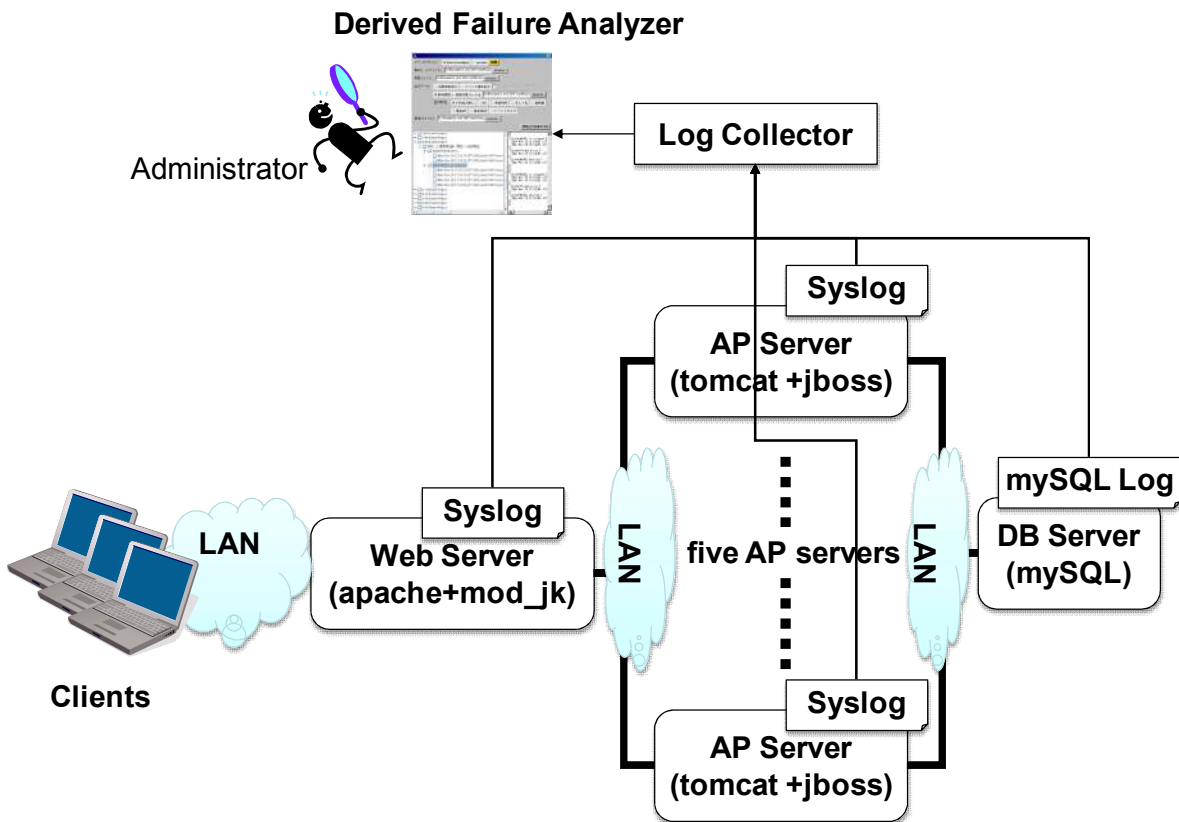 Derived Failure Analyzer
Administrator
Log Collector
Syslog
AP Server
(tomcat +jboss)
mySQL Log
DB Server
(mySQL)
Syslog
Web Server
(apache+mod_jk)
LAN
LAN
five AP servers
LAN
Clients
Syslog
AP Server
(tomcat +jboss)